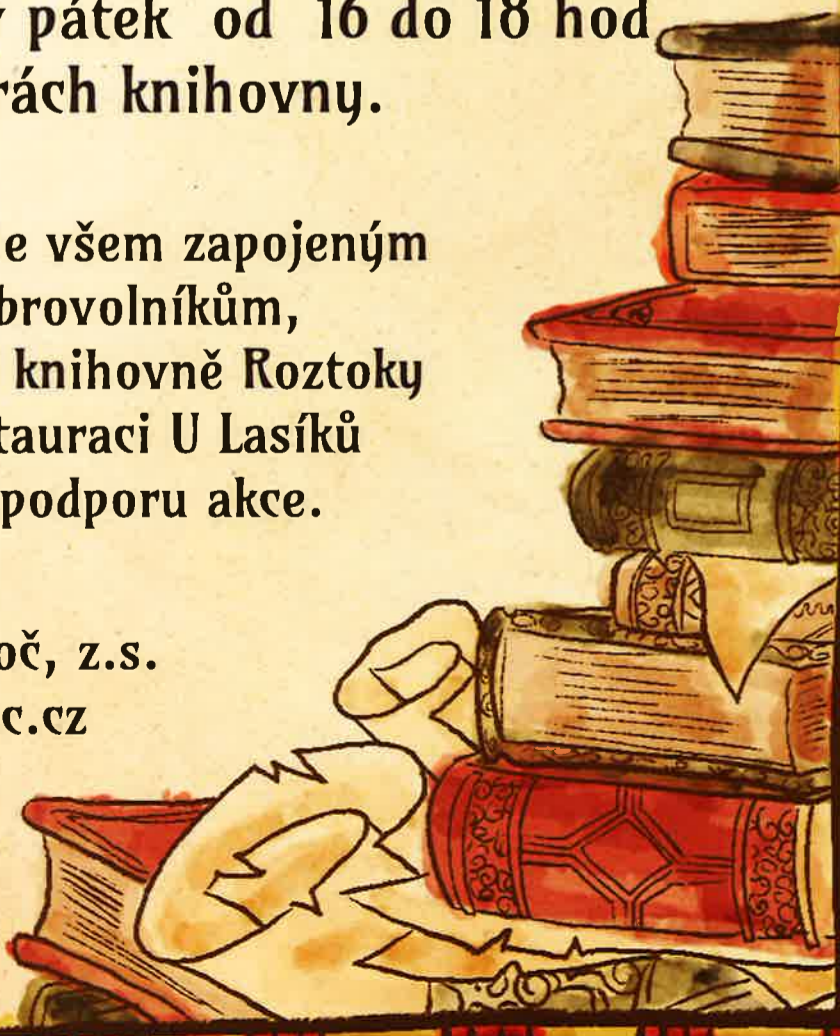 pátek od 16 do 18 hod
rách knihovny.
e všem zapojeným
brovolníkům,
knihovně Roztoky
tauraci U Lasíků
podporu akce.
oč, z.s.
c.cz